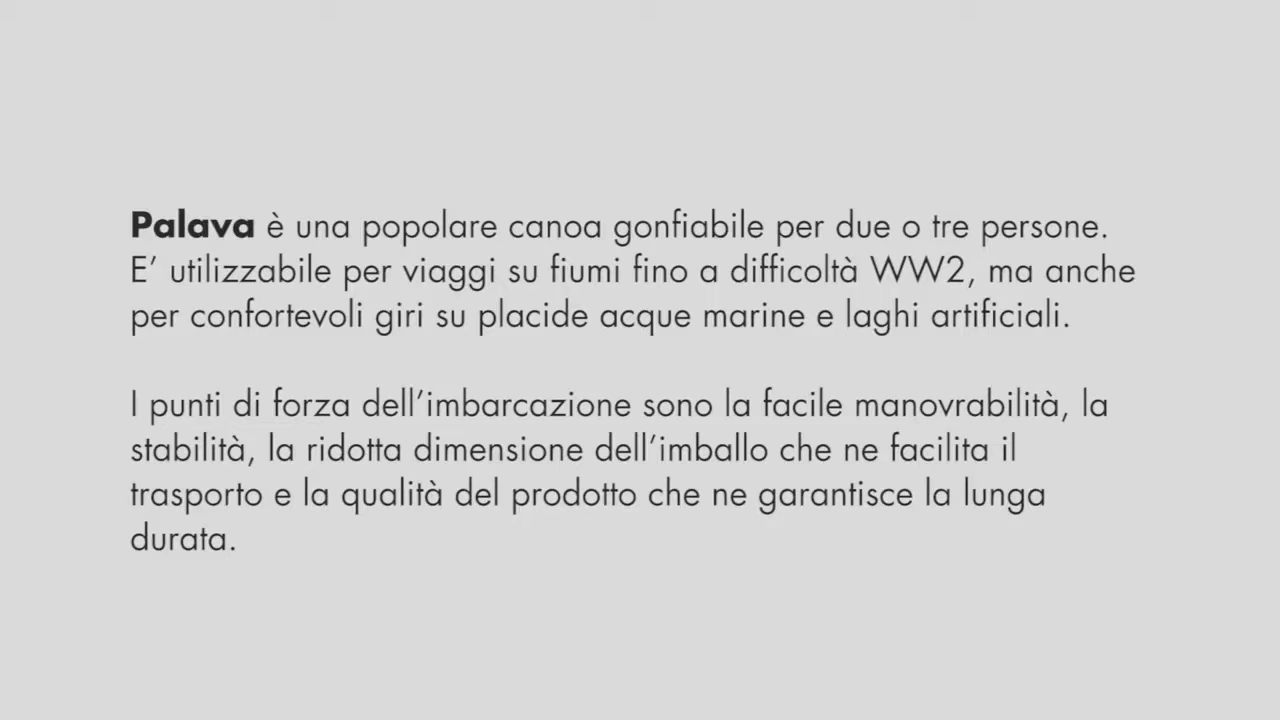 Palava è una popolare canoa gonfiabile per due o tre persone.
E’ utilizzabile per viaggi su fiumi fino a difficoltà WW2, ma anche
per confortevoli giri su placide acque marine e laghi artificiali.
I punti di forza dell’imbarcazione sono la facile manovrabilità, la
stabilità, la ridotta dimensione dell’imballo che ne facilita il
trasporto e la qualità del prodotto che ne garantisce la lunga
durata.